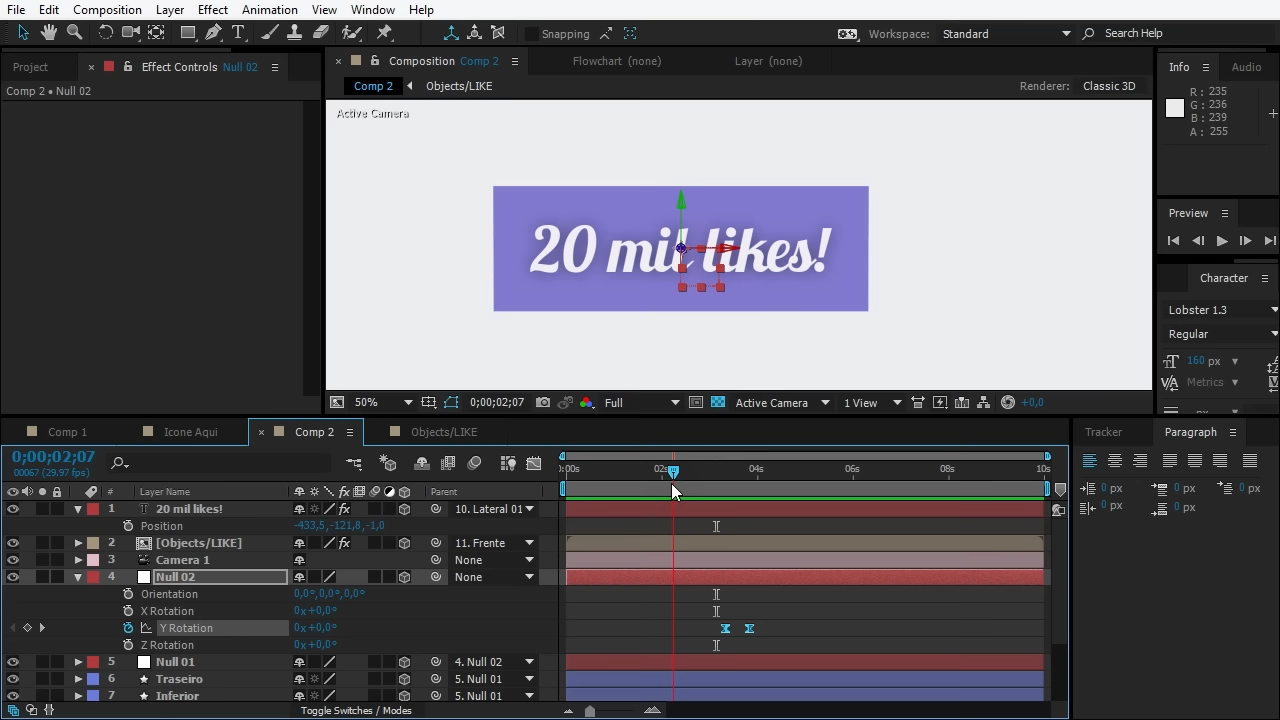 File Edit Composition Layer Effect Animation View Window Help
Snapping Workspace: Standard Search Help
Project × Effect Controls Null 02
Comp 2 • Null 02
× Composition Comp 2 Flowchart (none) Layer (none)
Comp 2 Objects/LIKE Renderer: Classic 3D
Active Camera
20 mil likes!
50% 0;00;02;07 Full Active Camera 1 View +0,0
Info Audio
R: 235
G: 236
B: 239
A: 255
Preview
Character
Lobster 1.3
Regular
160 px
Metrics
Comp 1 Icone Aqui × Comp 2 Objects/LIKE
Tracker Paragraph
0 px 0 px 0 px
0 px 0 px
0;00;02;07
00067 (29.97 fps)
02s 04s 06s 08s 10s
# Layer Name Parent
1 T 20 mil likes! 10. Lateral 01
Position -433,5,-121,8,-1,0
2 [Objects/LIKE] 11. Frente
3 Camera 1 None
4 Null 02 None
Orientation 0,0°,0,0°,0,0°
X Rotation 0x+0,0°
Y Rotation 0x+0,0°
Z Rotation 0x+0,0°
5 Null 01 4. Null 02
6 Traseiro 5. Null 01
7 Inferior 5. Null 01
Toggle Switches / Modes